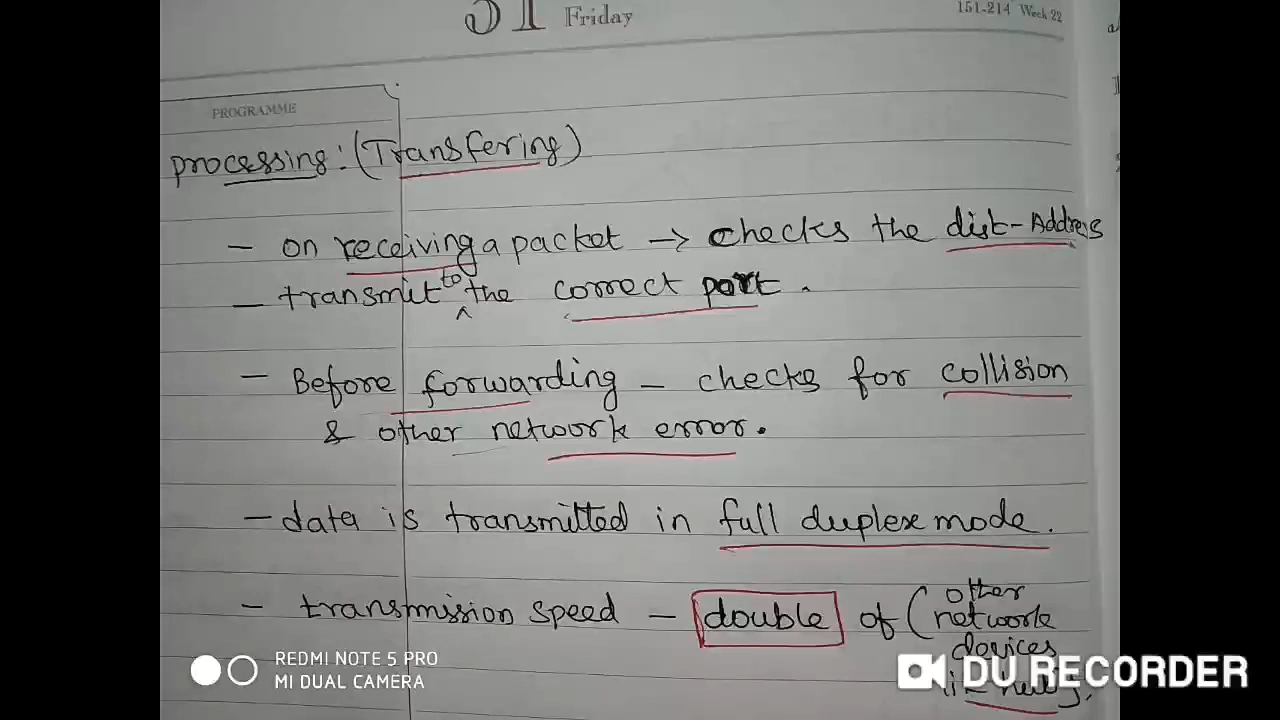 31 Friday
151-214 Week 22
PROGRAMME
processing: (Transfering)
- on receiving a packet → checks the dist-Address
- transmit to the correct port.
- Before forwarding - checks for collision
& other network error.
- data is transmitted in full duplex mode.
- transmission speed - double of (other
network
devices
REDMI NOTE 5 PRO
MI DUAL CAMERA
DU RECORDER